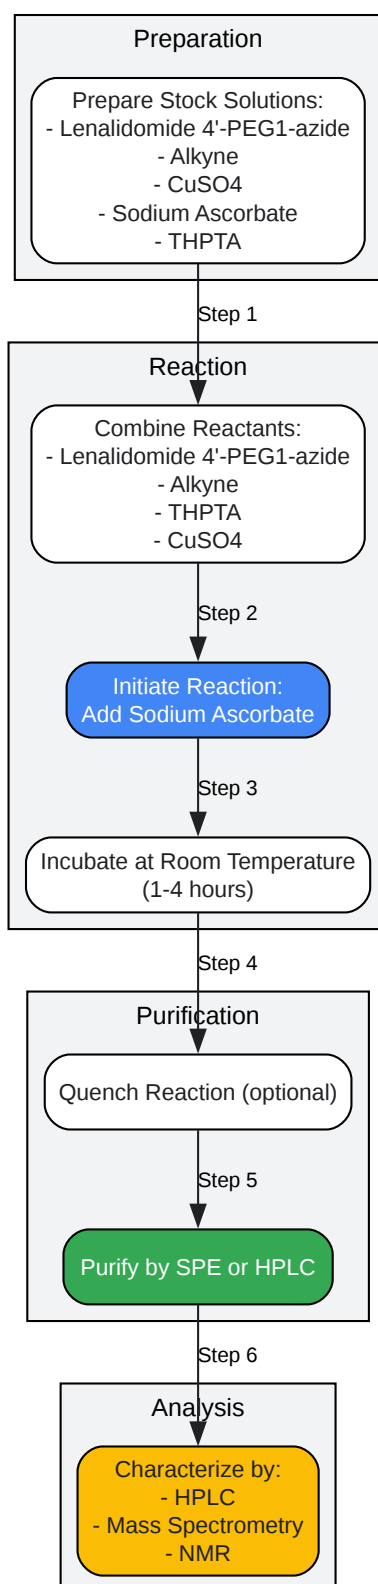 Preparation
Prepare Stock Solutions:
- Lenalidomide 4'-PEG1-azide
- Alkyne
- CuSO4
- Sodium Ascorbate
- THPTA
Step 1
Reaction
Combine Reactants:
- Lenalidomide 4'-PEG1-azide
- Alkyne
- THPTA
- CuSO4
Step 2
Initiate Reaction:
Add Sodium Ascorbate
Step 3
Incubate at Room Temperature
(1-4 hours)
Step 4
Purification
Quench Reaction (optional)
Step 5
Purify by SPE or HPLC
Step 6
Analysis
Characterize by:
- HPLC
- Mass Spectrometry
- NMR